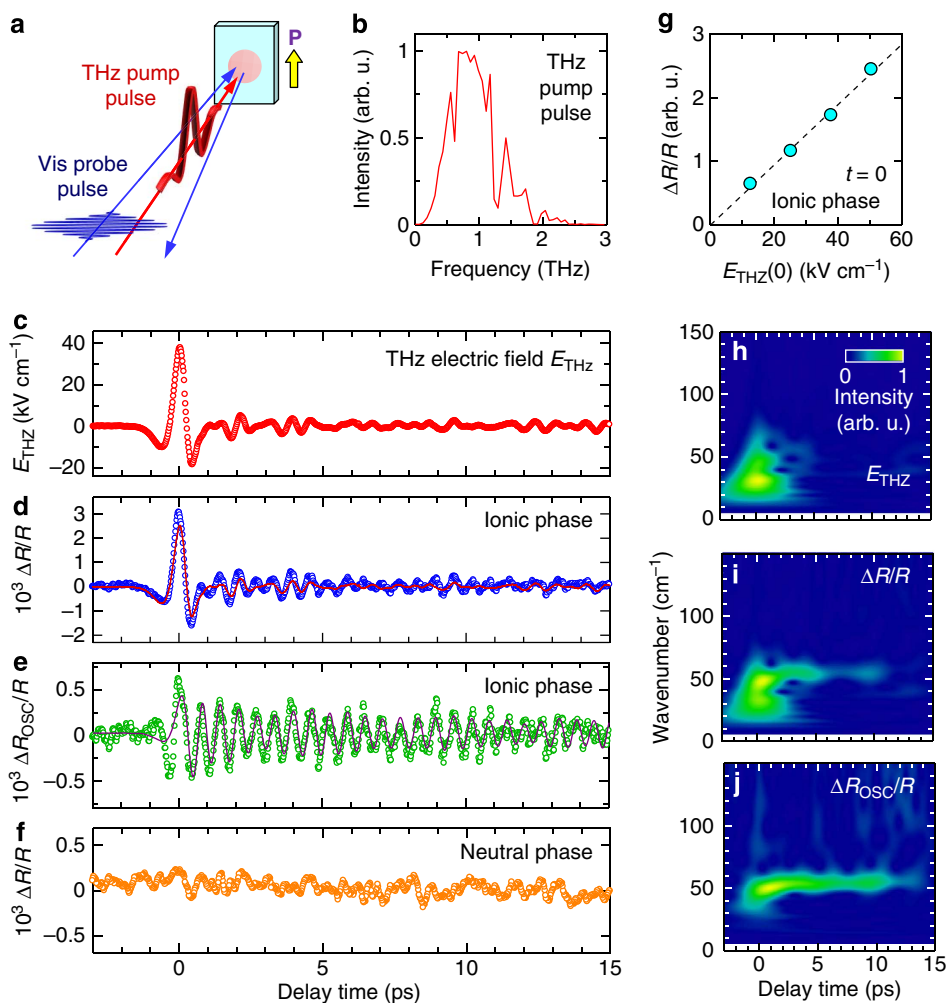 a
P
THz pump
pulse
Vis probe
pulse
b
Intensity (arb. u.)
1
0.5
0
THz
pump
pulse
0 1 2 3
Frequency (THz)
g
ΔR/R (arb. u.)
3
2
1
0
t = 0
Ionic phase
0 20 40 60
E_THZ(0) (kV cm⁻¹)
c
E_THZ (kV cm⁻¹)
40
20
0
−20
THz electric field E_THz
d
10³ ΔR/R
3
2
1
0
−1
−2
Ionic phase
e
10³ ΔR_OSC/R
0.5
0
−0.5
Ionic phase
f
10³ ΔR/R
0.5
0
−0.5
Neutral phase
0 5 10 15
Delay time (ps)
h
150
100
50
0
0 1
Intensity
(arb. u.)
E_THZ
i
Wavenumber (cm⁻¹)
100
50
0
ΔR/R
j
100
50
0
ΔR_OSC/R
0 5 10 15
Delay time (ps)